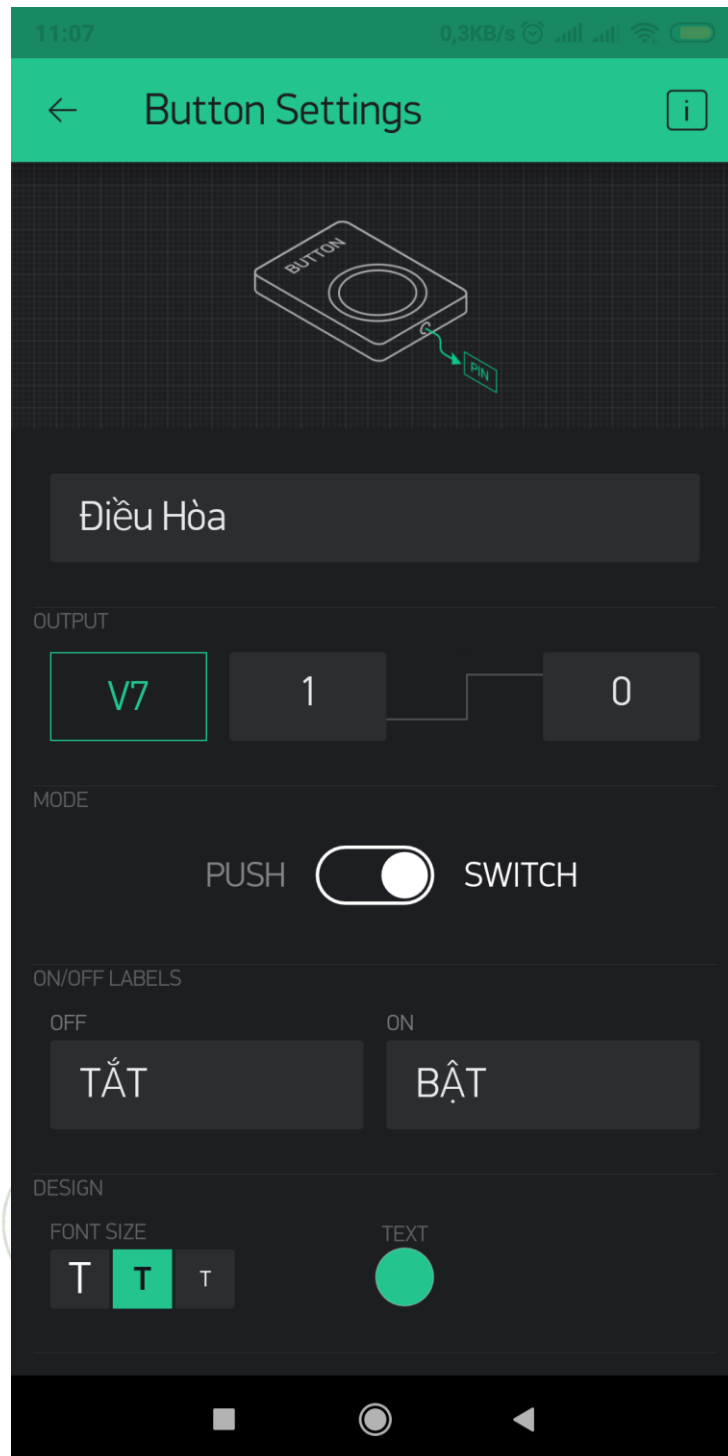 11:07 0,3KB/s
Button Settings i
BUTTON
PIN
Điều Hòa
OUTPUT
V7 1 0
MODE
PUSH SWITCH
ON/OFF LABELS
OFF ON
TẮT BẬT
DESIGN
FONT SIZE TEXT
T T T